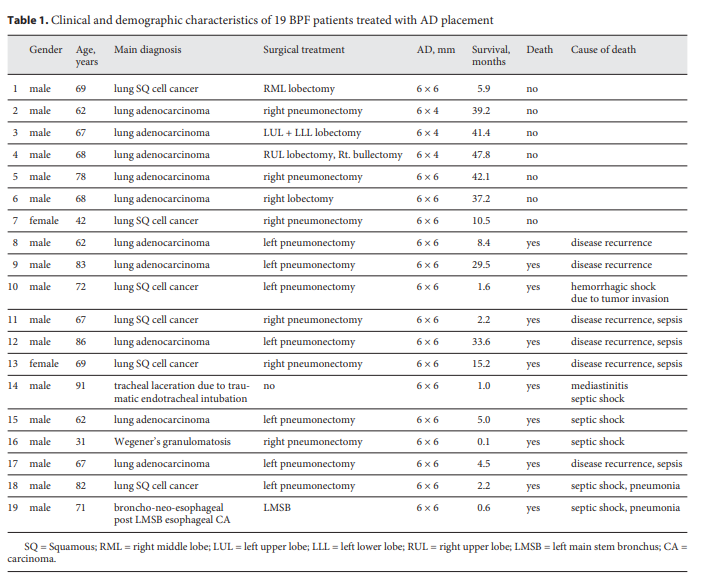 Table 1. Clinical and demographic characteristics of 19 BPF patients treated with AD placement
Gender Age, years Main diagnosis Surgical treatment AD, mm Survival, months Death Cause of death
1 male 69 lung SQ cell cancer RML lobectomy 6 × 6 5.9 no
2 male 62 lung adenocarcinoma right pneumonectomy 6 × 4 39.2 no
3 male 67 lung adenocarcinoma LUL + LLL lobectomy 6 × 4 41.4 no
4 male 68 lung adenocarcinoma RUL lobectomy, Rt. bullectomy 6 × 4 47.8 no
5 male 78 lung adenocarcinoma right pneumonectomy 6 × 6 42.1 no
6 male 68 lung adenocarcinoma right lobectomy 6 × 6 37.2 no
7 female 42 lung SQ cell cancer right pneumonectomy 6 × 6 10.5 no
8 male 62 lung adenocarcinoma left pneumonectomy 6 × 6 8.4 yes disease recurrence
9 male 83 lung adenocarcinoma left pneumonectomy 6 × 6 29.5 yes disease recurrence
10 male 72 lung SQ cell cancer left pneumonectomy 6 × 6 1.6 yes hemorrhagic shock
due to tumor invasion
11 male 67 lung SQ cell cancer right pneumonectomy 6 × 6 2.2 yes disease recurrence, sepsis
12 male 86 lung adenocarcinoma left pneumonectomy 6 × 6 33.6 yes disease recurrence, sepsis
13 female 69 lung SQ cell cancer right pneumonectomy 6 × 6 15.2 yes disease recurrence, sepsis
14 male 91 tracheal laceration due to trau- no 6 × 6 1.0 yes mediastinitis
matic endotracheal intubation septic shock
15 male 62 lung adenocarcinoma left pneumonectomy 6 × 6 5.0 yes septic shock
16 male 31 Wegener's granulomatosis right pneumonectomy 6 × 6 0.1 yes septic shock
17 male 67 lung adenocarcinoma left pneumonectomy 6 × 6 4.5 yes disease recurrence, sepsis
18 male 82 lung SQ cell cancer left pneumonectomy 6 × 6 2.2 yes septic shock, pneumonia
19 male 71 broncho-neo-esophageal LMSB 6 × 6 0.6 yes septic shock, pneumonia
post LMSB esophageal CA
SQ = Squamous; RML = right middle lobe; LUL = left upper lobe; LLL = left lower lobe; RUL = right upper lobe; LMSB = left main stem bronchus; CA =
carcinoma.